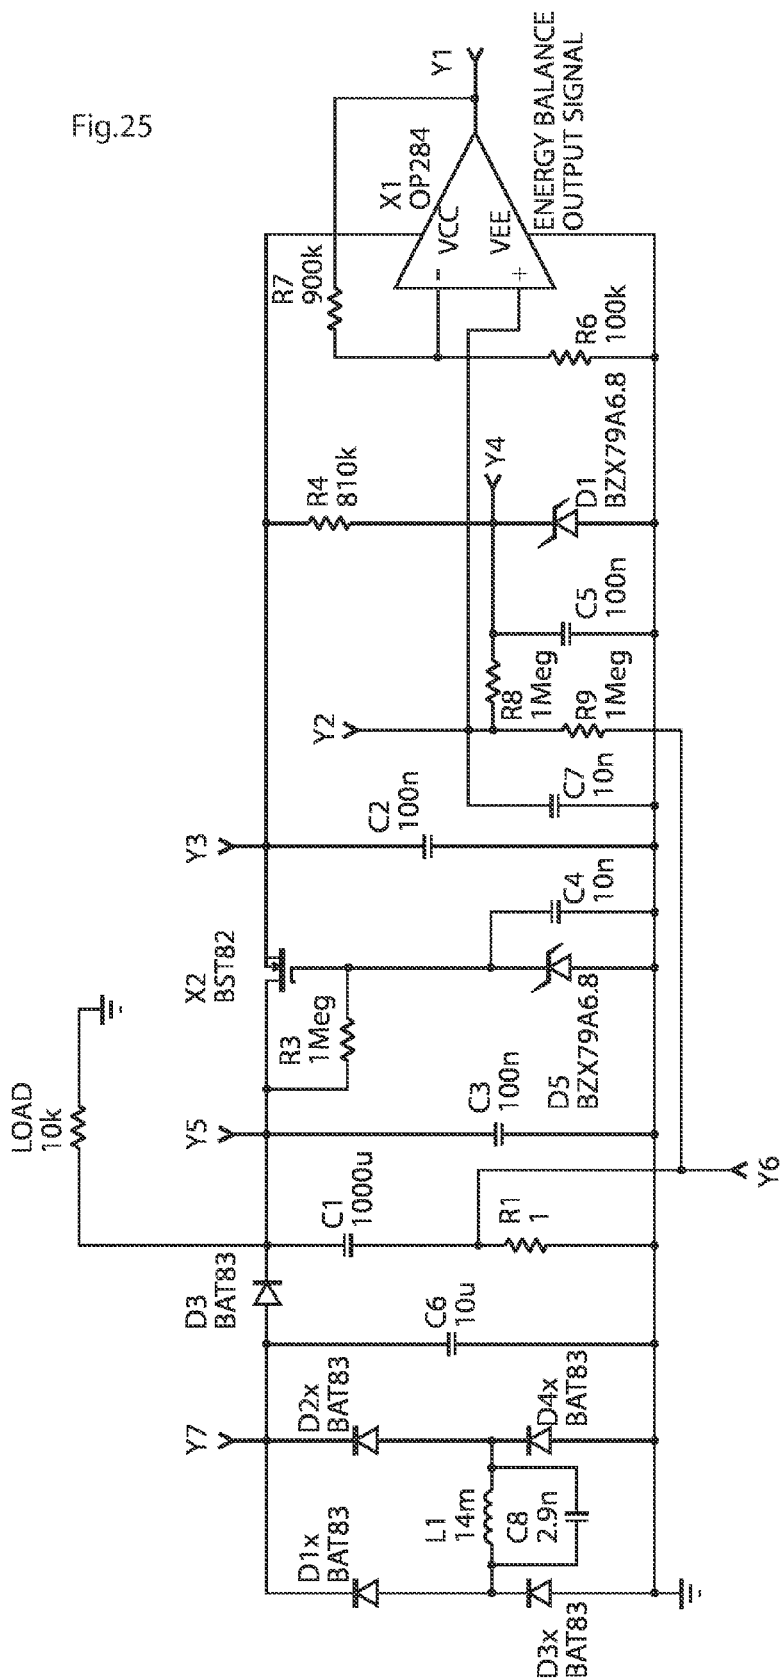 Fig.25
LOAD
10k
D3
BAT83
Y5
X2
BST82
Y3
Y7
D1x
BAT83
D2x
BAT83
C6
10u
C1
1000u
R1
1
C3
100n
R3
1Meg
D5
BZX79A6.8
C4
10n
C2
100n
C7
10n
Y2
R8
1Meg
R9
1Meg
C5
100n
R4
810k
Y4
D1
BZX79A6.8
R7
900k
R6
100k
X1
OP284
VCC
VEE
-
+
Y1
ENERGY BALANCE
OUTPUT SIGNAL
L1
14m
C8
2.9n
D3x
BAT83
D4x
BAT83
Y6